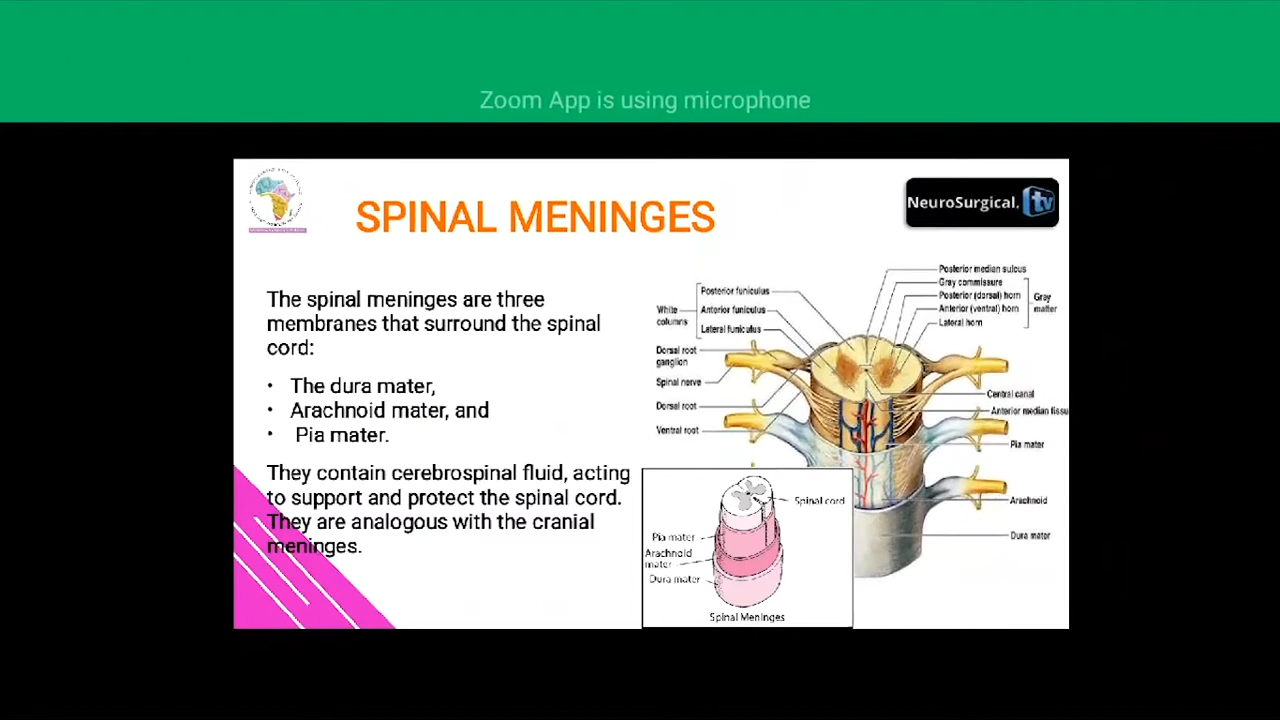 Zoom App is using microphone
SPINAL MENINGES
NeuroSurgical.
tv
The spinal meninges are three
membranes that surround the spinal
cord:
• The dura mater,
• Arachnoid mater, and
• Pia mater.
They contain cerebrospinal fluid, acting
to support and protect the spinal cord.
They are analogous with the cranial
meninges.
White
columns
Posterior funiculus
Anterior funiculus
Lateral funiculus
Dorsal root
ganglion
Spinal nerve
Dorsal root
Ventral root
Posterior median sulcus
Gray commissure
Posterior (dorsal) horn
Anterior (ventral) horn
Lateral horn
Gray
matter
Central canal
Anterior median fissu
Pia mater
Arachnoid
Dura mater
Spinal cord
Pia mater
Arachnoid
mater
Dura mater
Spinal Meninges